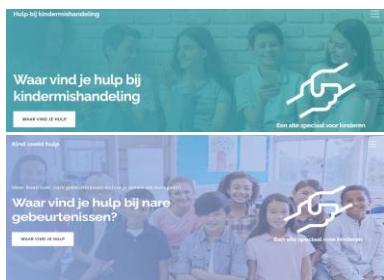 Hulp bij kindermishandeling
Waar vind je hulp bij
kindermishandeling
WAAR VIND JE HULP
Een site speciaal voor kinderen
Kind zoekt hulp
Waar vind je hulp bij nare
gebeurtenissen?
WAAR VIND JE HULP
Een site speciaal voor kinderen